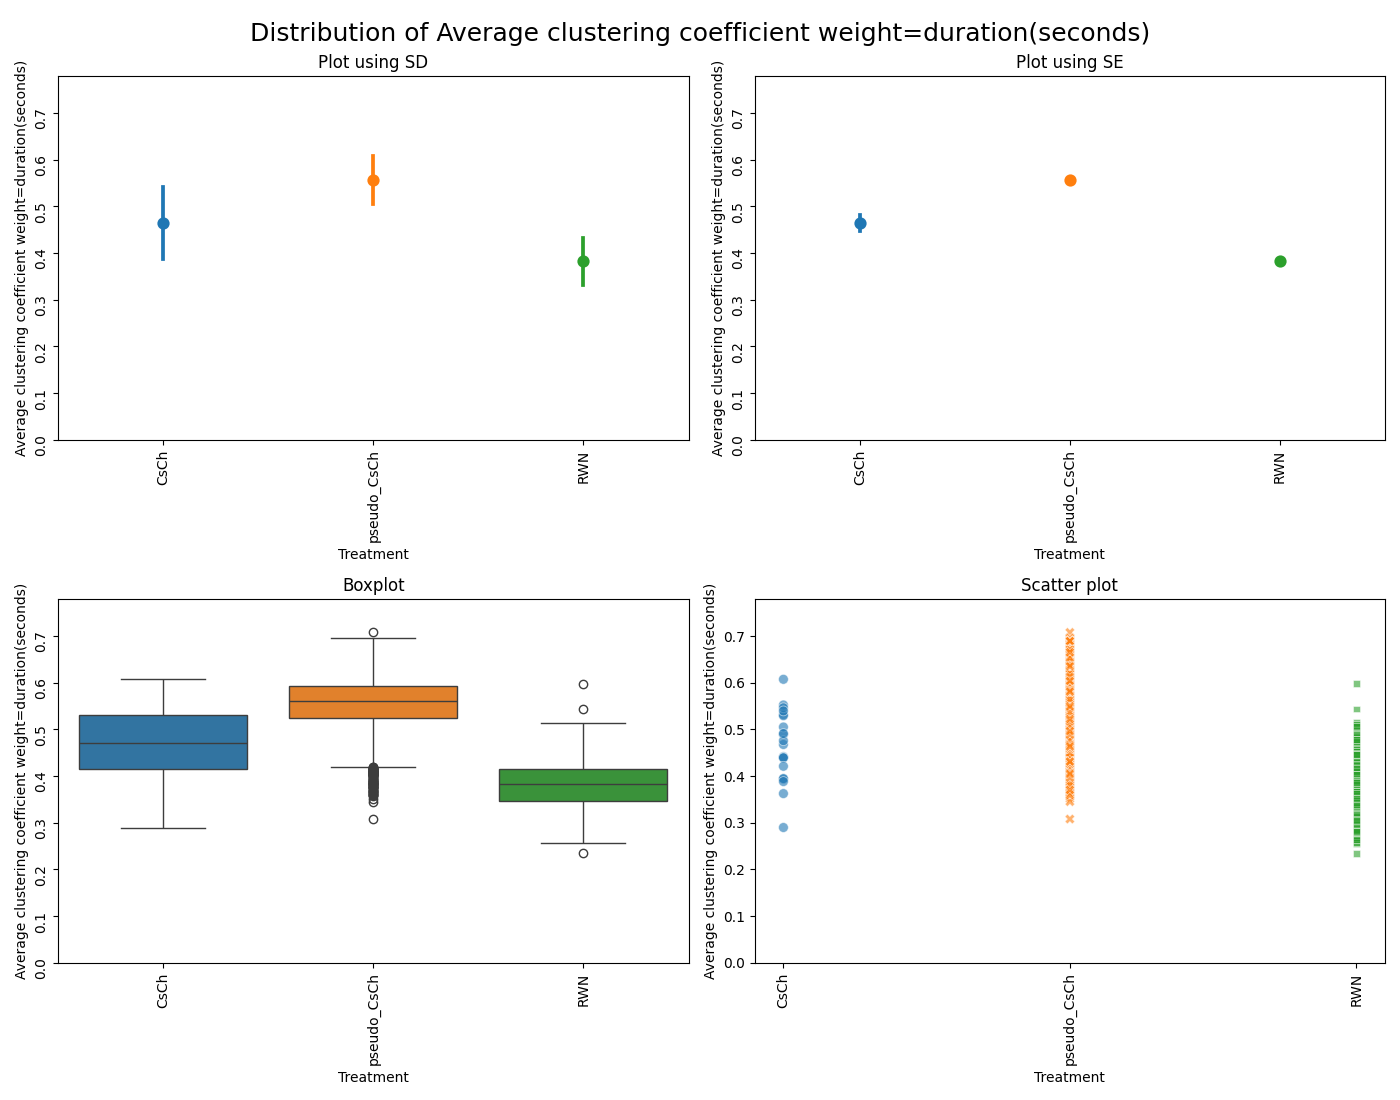 Distribution of Average clustering coefficient weight=duration(seconds)
Plot using SD
Average clustering coefficient weight=duration(seconds)
0.7
0.6
0.5
0.4
0.3
0.2
0.1
0.0
CsCh
pseudo_CsCh
RWN
Treatment
Plot using SE
Average clustering coefficient weight=duration(seconds)
0.7
0.6
0.5
0.4
0.3
0.2
0.1
0.0
CsCh
pseudo_CsCh
RWN
Treatment
Boxplot
Average clustering coefficient weight=duration(seconds)
0.7
0.6
0.5
0.4
0.3
0.2
0.1
0.0
CsCh
pseudo_CsCh
RWN
Treatment
Scatter plot
Average clustering coefficient weight=duration(seconds)
0.7
0.6
0.5
0.4
0.3
0.2
0.1
0.0
CsCh
pseudo_CsCh
RWN
Treatment